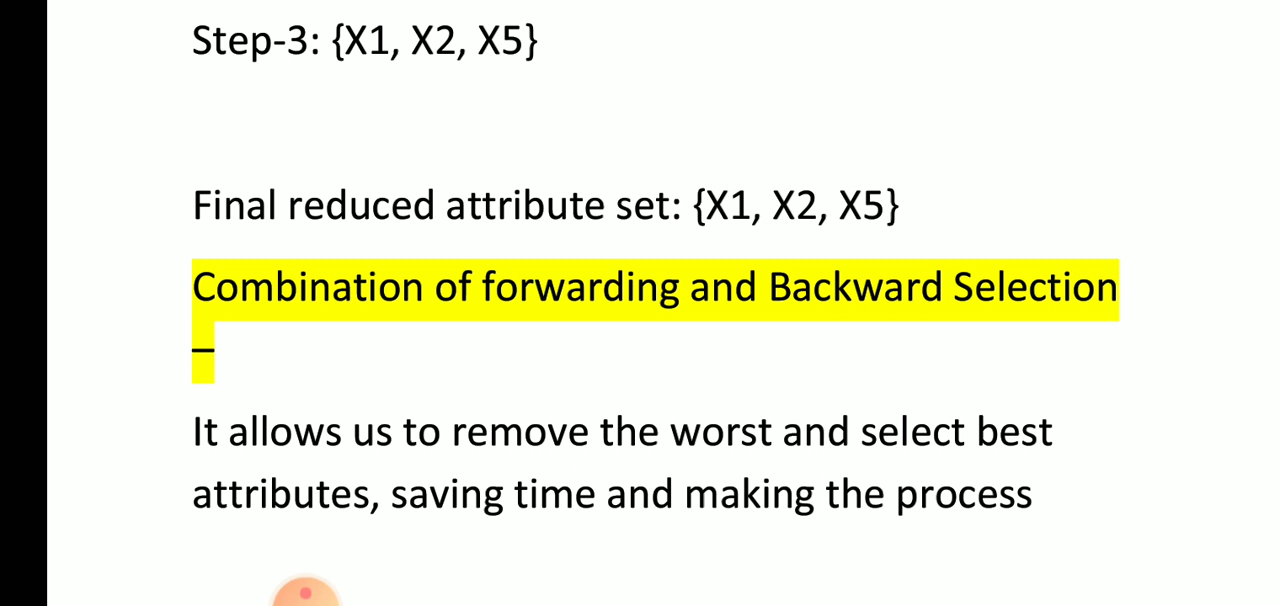 Step-3: {X1, X2, X5}
Final reduced attribute set: {X1, X2, X5}
Combination of forwarding and Backward Selection
–
It allows us to remove the worst and select best
attributes, saving time and making the process